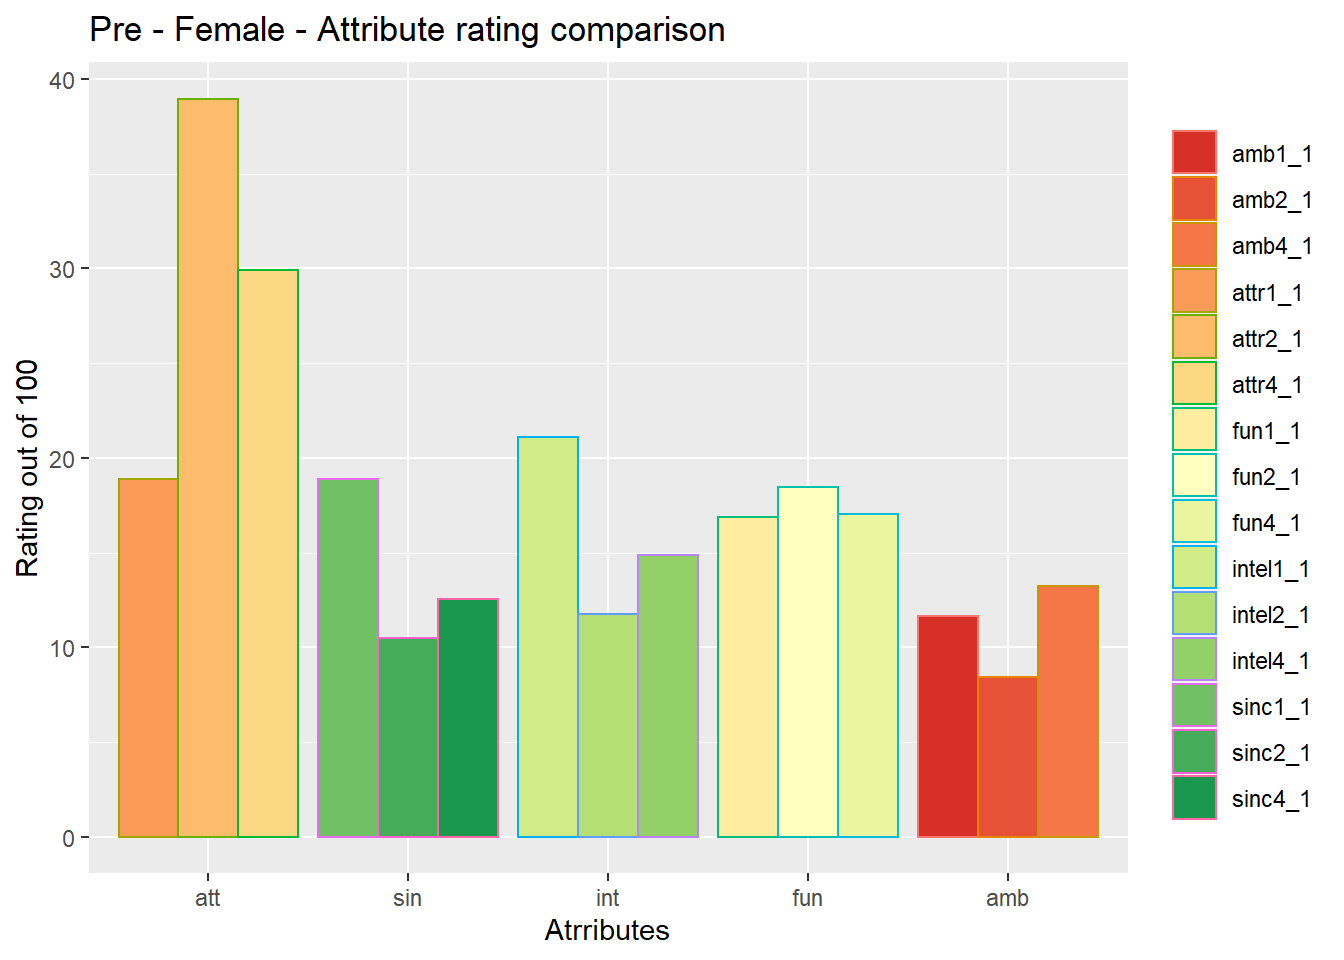 Pre - Female - Attribute rating comparison
Rating out of 100
40
30
20
10
0
att
sin
int
fun
amb
Atrributes
amb1_1
amb2_1
amb4_1
attr1_1
attr2_1
attr4_1
fun1_1
fun2_1
fun4_1
intel1_1
intel2_1
intel4_1
sinc1_1
sinc2_1
sinc4_1